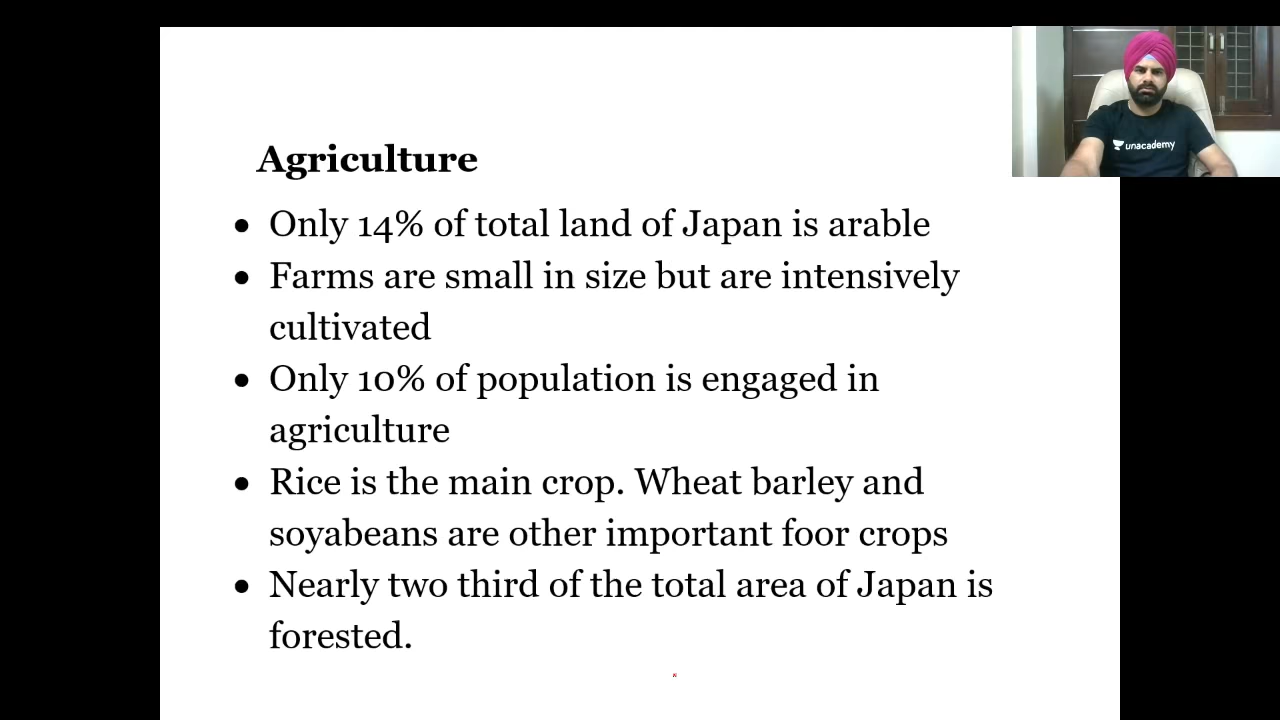 Agriculture
• Only 14% of total land of Japan is arable
• Farms are small in size but are intensively
cultivated
• Only 10% of population is engaged in
agriculture
• Rice is the main crop. Wheat barley and
soyabeans are other important foor crops
• Nearly two third of the total area of Japan is
forested.
unacademy